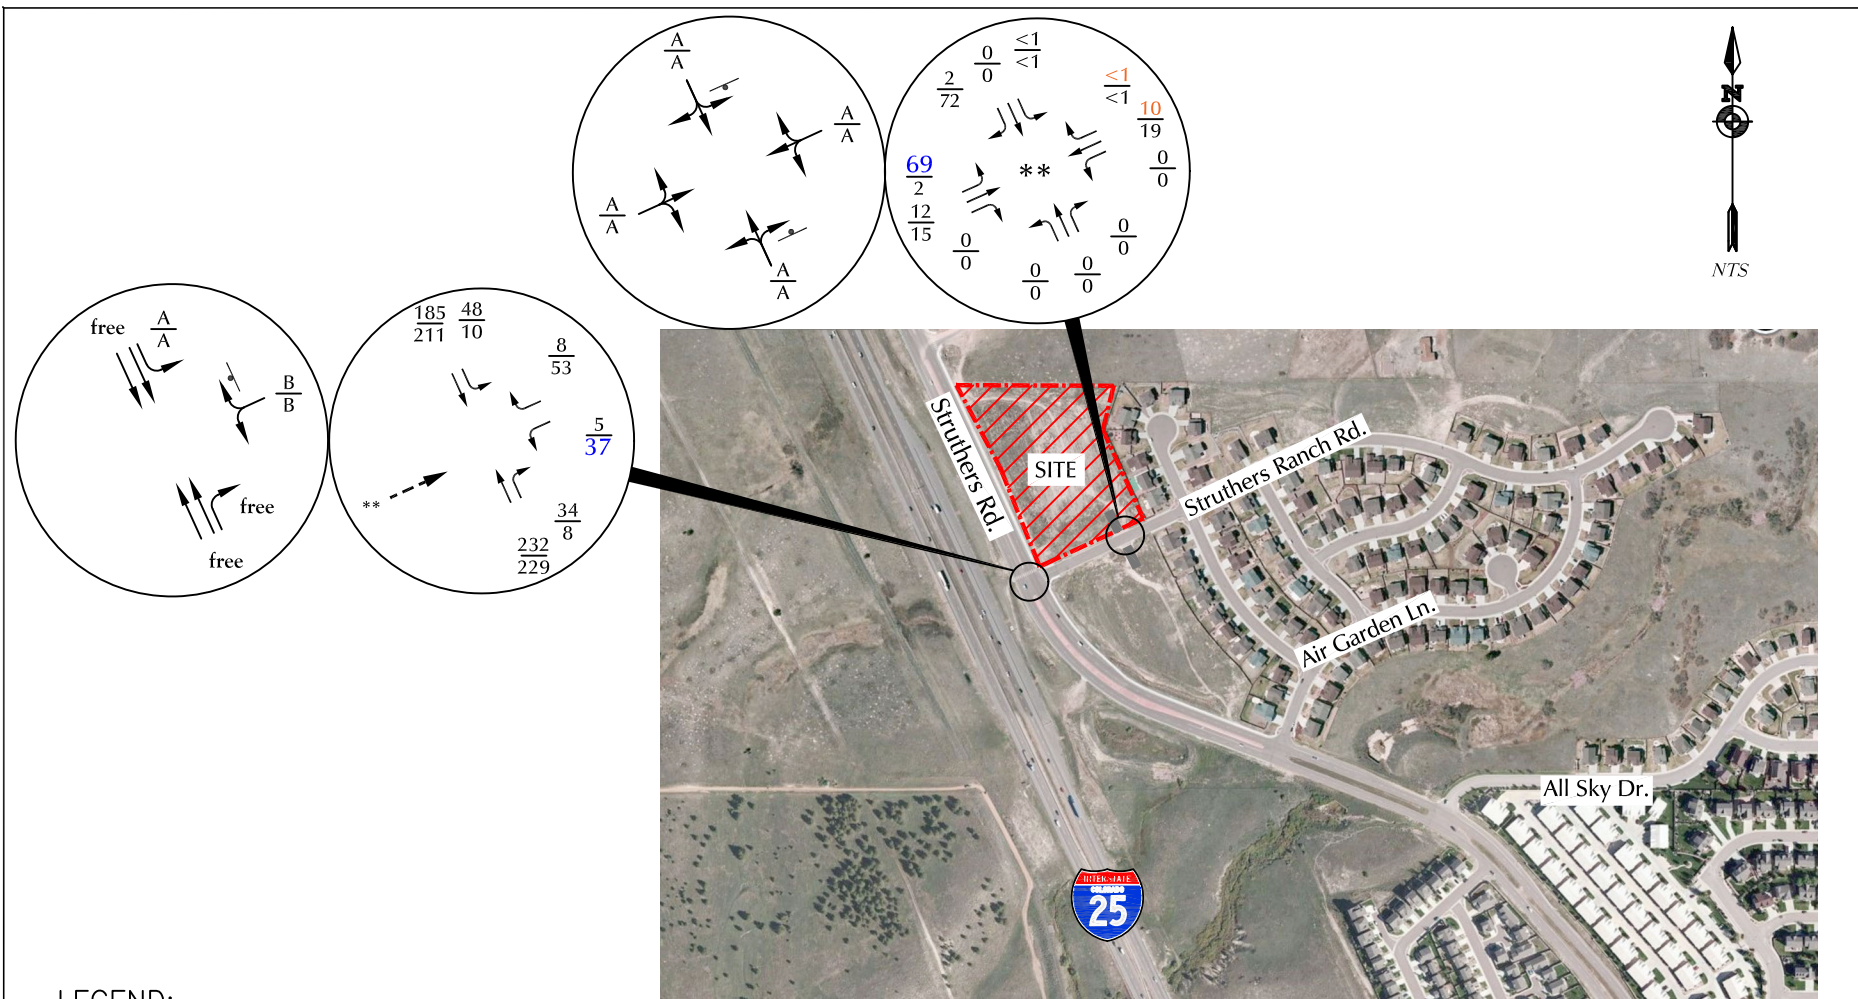 A
A
A
A
A
A
A
A
0
0
<1
<1
2
72
<1
<1
10
19
0
0
69
2
12
15
0
0
0
0
0
0
0
0
**
N
NTS
free
A
A
B
B
free
free
185
211
48
10
8
53
5
37
**
34
8
232
229
Struthers Rd.
SITE
Struthers Ranch Rd.
Air Garden Ln.
All Sky Dr.
INTERSTATE
COLORADO
25
LEGEND: